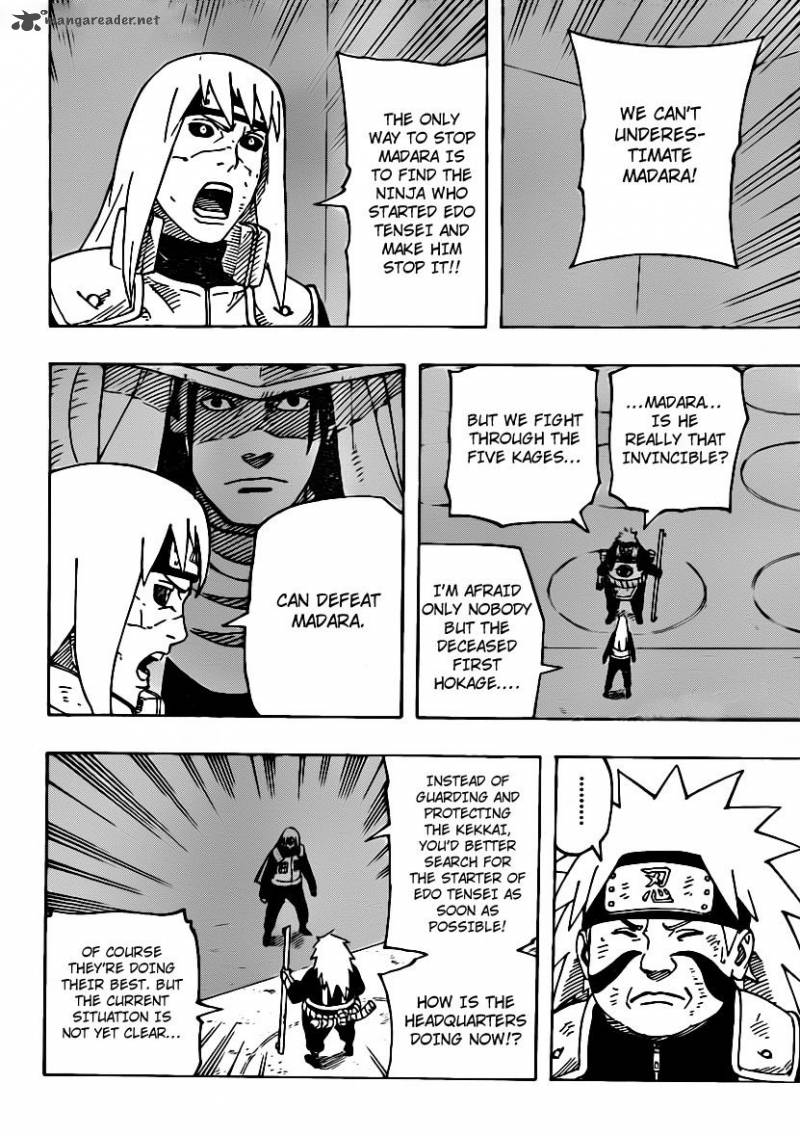 mangareader.net
WE CAN'T
UNDERES-
TIMATE
MADARA!
THE ONLY
WAY TO STOP
MADARA IS
TO FIND THE
NINJA WHO
STARTED EDO
TENSEI AND
MAKE HIM
STOP IT!!
...MADARA...
IS HE
REALLY THAT
INVINCIBLE?
BUT WE FIGHT
THROUGH THE
FIVE KAGES...
I'M AFRAID
ONLY NOBODY
BUT THE
DECEASED
FIRST
HOKAGE....
CAN DEFEAT
MADARA.
..........
忍
INSTEAD OF
GUARDING AND
PROTECTING
THE KEKKAI,
YOU'D BETTER
SEARCH FOR
THE STARTER OF
EDO TENSEI AS
SOON AS
POSSIBLE!
HOW IS THE
HEADQUARTERS
DOING NOW!?
OF COURSE
THEY'RE DOING
THEIR BEST. BUT
THE CURRENT
SITUATION IS
NOT YET CLEAR...